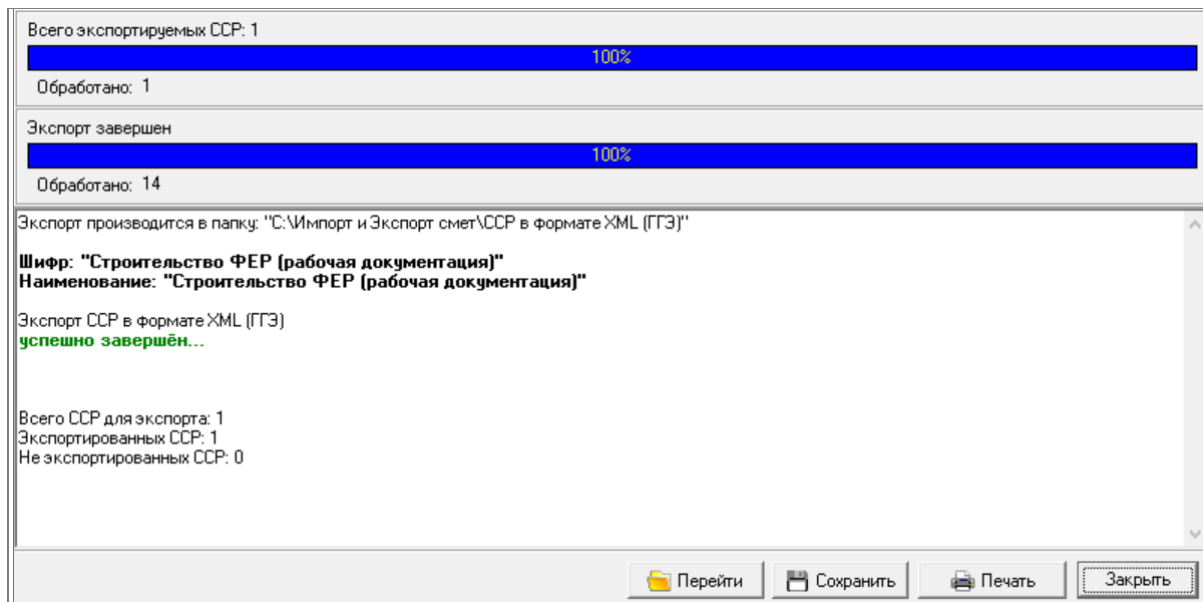 Всего экспортируемых ССР: 1
100%
Обработано: 1
Экспорт завершен
100%
Обработано: 14
Экспорт производится в папку: "C:\Импорт и Экспорт смет\ССР в формате XML (ГГЭ)"
Шифр: "Строительство ФЕР (рабочая документация)"
Наименование: "Строительство ФЕР (рабочая документация)"
Экспорт ССР в формате XML (ГГЭ)
успешно завершён...
Всего ССР для экспорта: 1
Экспортированных ССР: 1
Не экспортированных ССР: 0
Перейти Сохранить Печать Закрыть